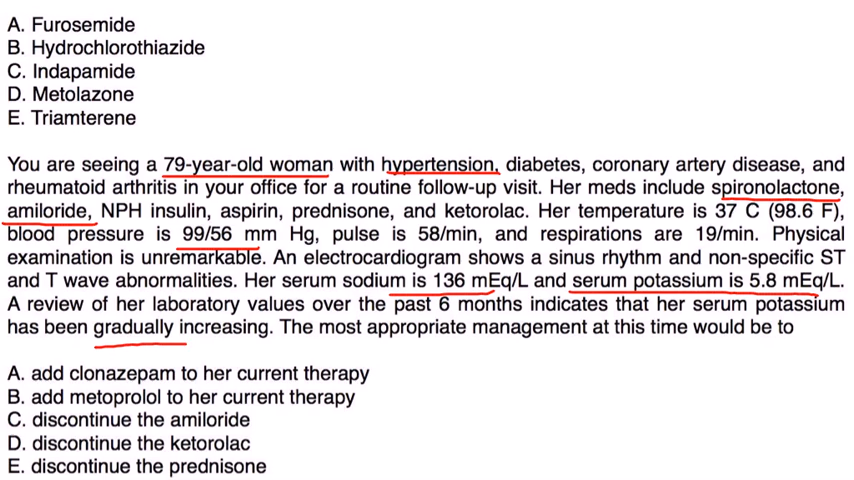 A. Furosemide
B. Hydrochlorothiazide
C. Indapamide
D. Metolazone
E. Triamterene
You are seeing a 79-year-old woman with hypertension, diabetes, coronary artery disease, and
rheumatoid arthritis in your office for a routine follow-up visit. Her meds include spironolactone,
amiloride, NPH insulin, aspirin, prednisone, and ketorolac. Her temperature is 37 C (98.6 F),
blood pressure is 99/56 mm Hg, pulse is 58/min, and respirations are 19/min. Physical
examination is unremarkable. An electrocardiogram shows a sinus rhythm and non-specific ST
and T wave abnormalities. Her serum sodium is 136 mEq/L and serum potassium is 5.8 mEq/L.
A review of her laboratory values over the past 6 months indicates that her serum potassium
has been gradually increasing. The most appropriate management at this time would be to
A. add clonazepam to her current therapy
B. add metoprolol to her current therapy
C. discontinue the amiloride
D. discontinue the ketorolac
E. discontinue the prednisone